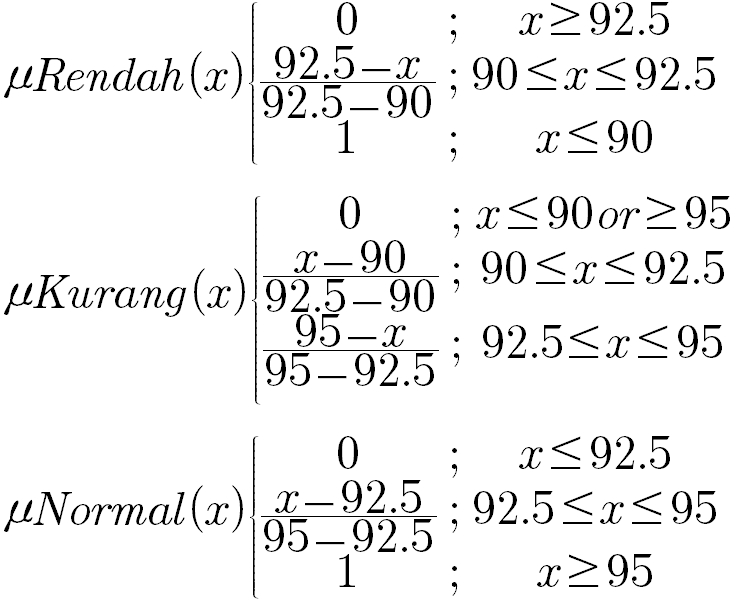 μRendah(x) { 0 ; x ≥ 92.5
92.5−x / 92.5−90 ; 90 ≤ x ≤ 92.5
1 ; x ≤ 90
μKurang(x) { 0 ; x ≤ 90 or ≥ 95
x−90 / 92.5−90 ; 90 ≤ x ≤ 92.5
95−x / 95−92.5 ; 92.5 ≤ x ≤ 95
μNormal(x) { 0 ; x ≤ 92.5
x−92.5 / 95−92.5 ; 92.5 ≤ x ≤ 95
1 ; x ≥ 95